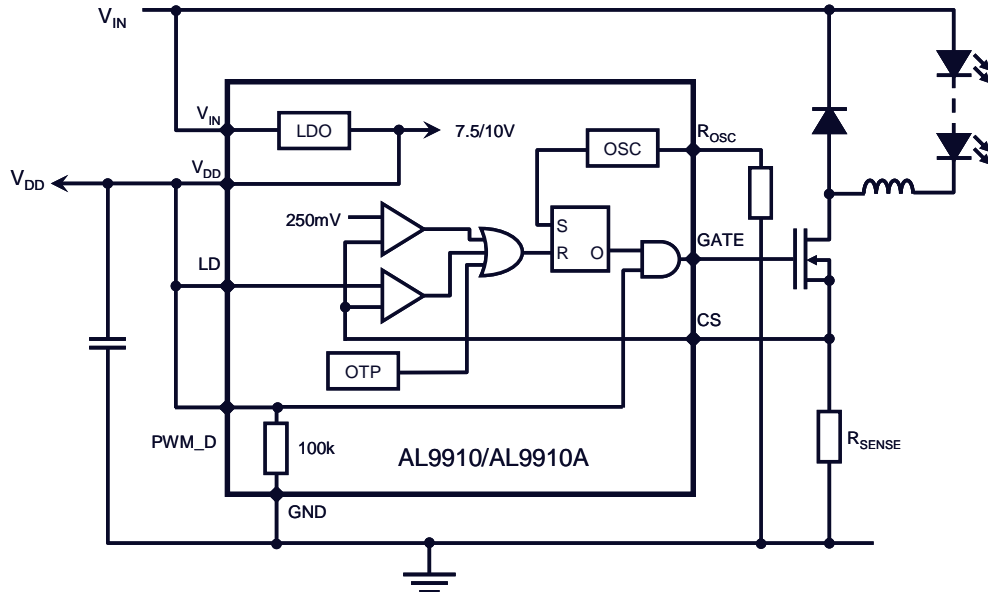 VIN
VIN
LDO
7.5/10V
ROSC
OSC
VDD
VDD
250mV
S
R O
GATE
LD
CS
OTP
PWM_D
100k
RSENSE
AL9910/AL9910A
GND